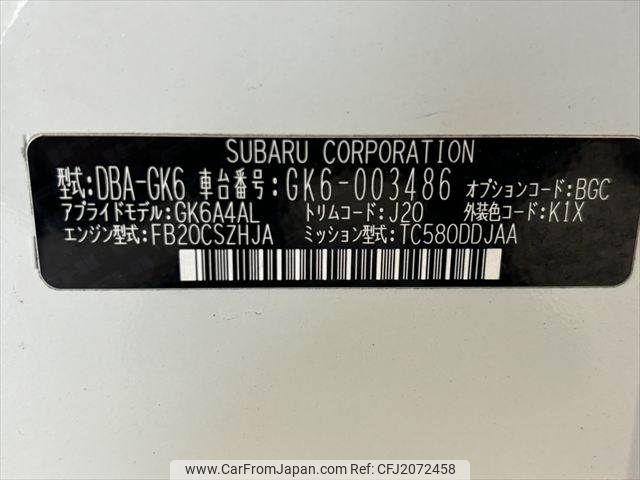 SUBARU CORPORATION
型式:DBA-GK6 車台番号:GK6-003486 オプションコード:BGC
アプライドモデル:GK6A4AL トリムコード:J20 外装色コード:K1X
エンジン型式:FB20CSZHJA ミッション型式:TC580DDJAA
www.carfromjapan.com - CFJ2072458